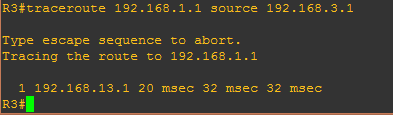 R3#traceroute 192.168.1.1 source 192.168.3.1
Type escape sequence to abort.
Tracing the route to 192.168.1.1
1 192.168.13.1 20 msec 32 msec 32 msec
R3#